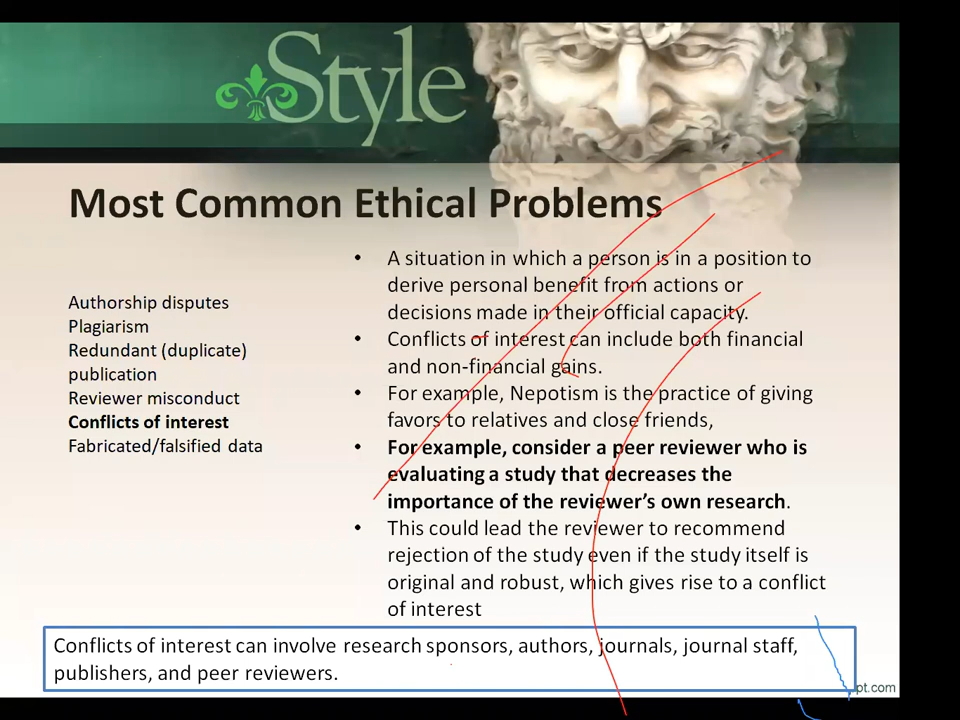 Style
Most Common Ethical Problems
Authorship disputes
Plagiarism
Redundant (duplicate)
publication
Reviewer misconduct
Conflicts of interest
Fabricated/falsified data
• A situation in which a person is in a position to
derive personal benefit from actions or
decisions made in their official capacity.
• Conflicts of interest can include both financial
and non-financial gains.
• For example, Nepotism is the practice of giving
favors to relatives and close friends,
• For example, consider a peer reviewer who is
evaluating a study that decreases the
importance of the reviewer’s own research.
• This could lead the reviewer to recommend
rejection of the study even if the study itself is
original and robust, which gives rise to a conflict
of interest
Conflicts of interest can involve research sponsors, authors, journals, journal staff,
publishers, and peer reviewers.
pt.com